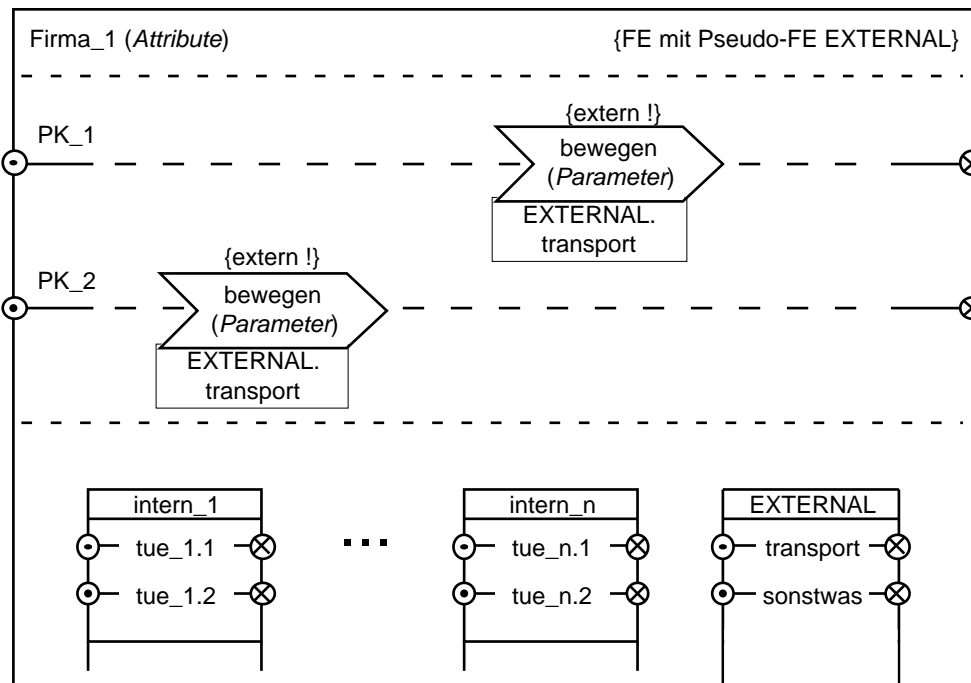 Firma_1 (Attribute) {FE mit Pseudo-FE EXTERNAL}
{extern !}
PK_1
bewegen
(Parameter)
EXTERNAL.
transport
{extern !}
PK_2
bewegen
(Parameter)
EXTERNAL.
transport
intern_1 intern_n EXTERNAL
tue_1.1 ... tue_n.1 transport
tue_1.2 tue_n.2 sonstwas